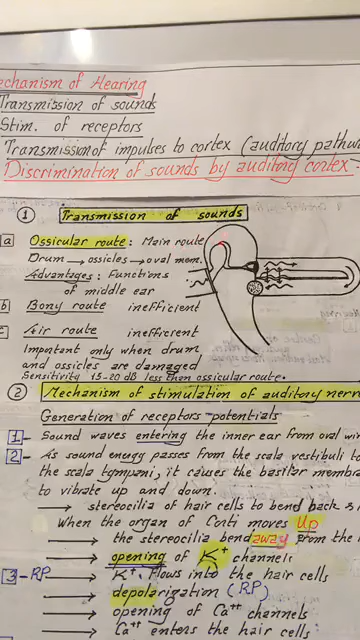 echanism of Hearing
Transmission of sounds
Stim. of receptors
Transmission of impulses to cortex (auditory pathwa
Discrimination of sounds by auditory cortex.
1 Transmission of sounds
a Ossicular route: Main route
Drum → ossicles → oval mem.
Advantages: Functions
of middle ear
b Bony route inefficient
c Air route inefficient
Important only when drum
and ossicles are damaged
Sensitivity 15-20 dB less than ossicular route.
2 Mechanism of stimulation of auditory nerv
Generation of receptors potentials
1- Sound waves entering the inner ear from oval wi
2- As sound energy passes from the scala vestibuli to
the scala tympani, it causes the basilar membra
to vibrate up and down.
→ stereocilia of hair cells to bend back &
When the organ of Corti moves Up
→ the stereocilia bend away from the
→ opening of K+ channels
3-RP → K+ flows into the hair cells
→ depolarization (RP)
→ opening of Ca++ channels
→ Ca++ enters the hair cells